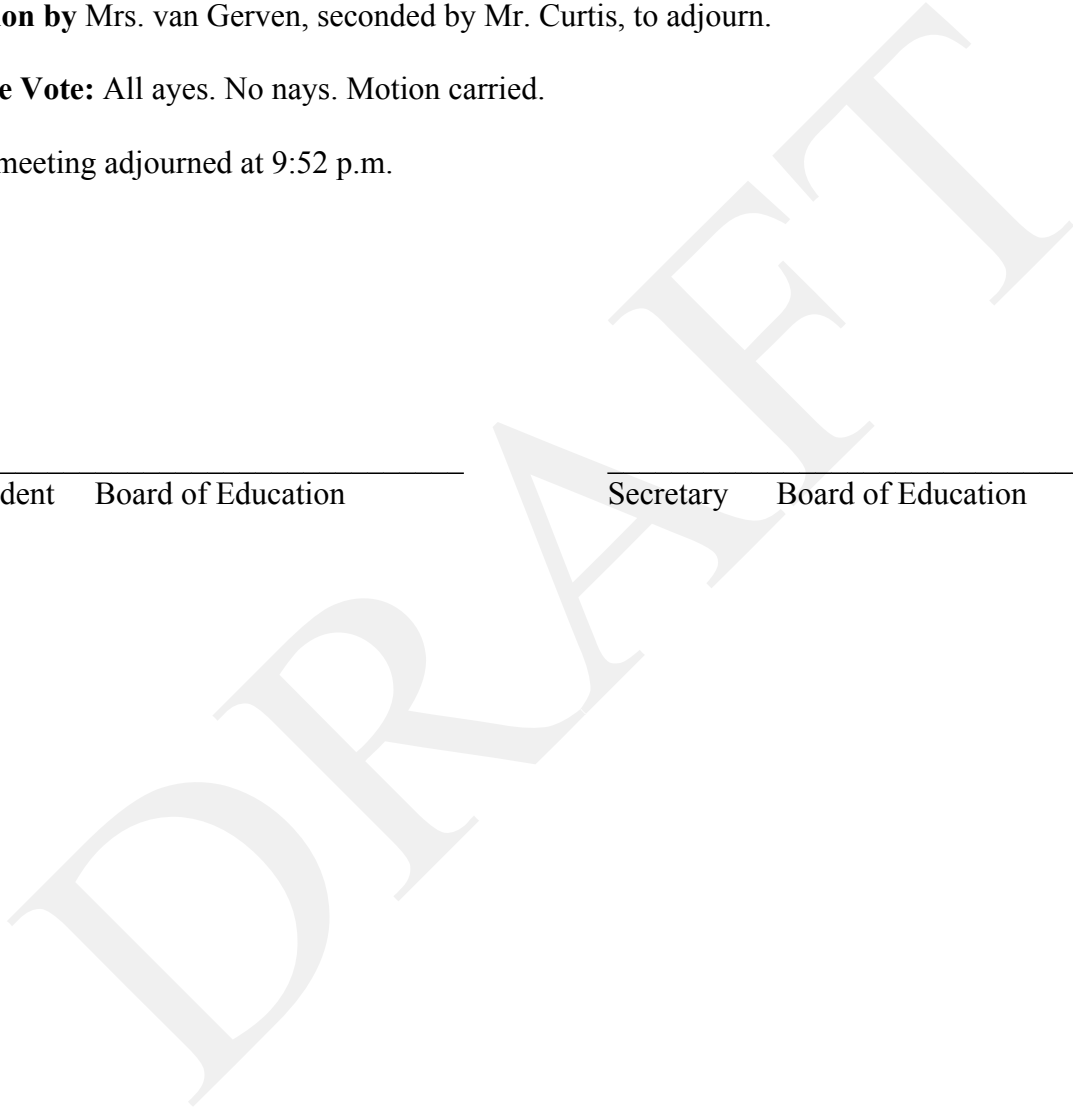 ion by Mrs. van Gerven, seconded by Mr. Curtis, to adjourn.
e Vote: All ayes. No nays. Motion carried.
meeting adjourned at 9:52 p.m.
dent Board of Education Secretary Board of Education
DRAFT